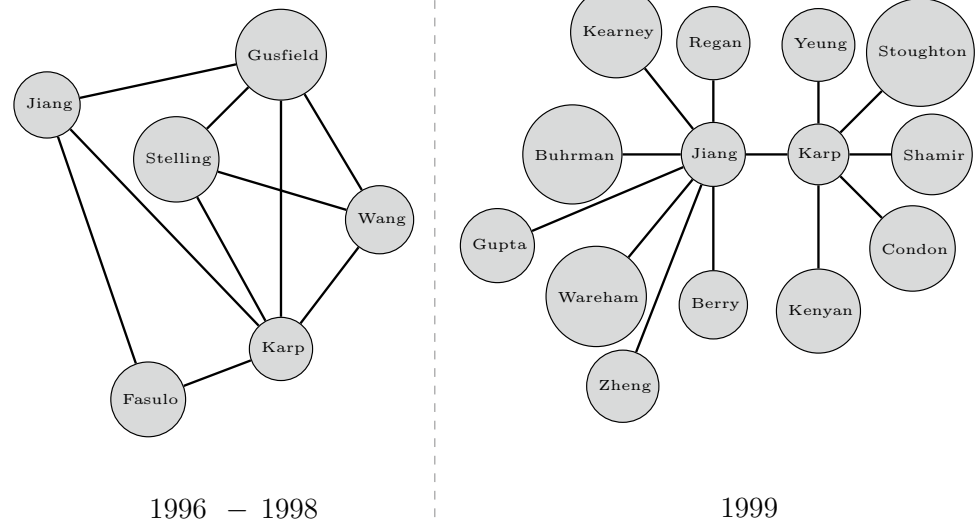 Gusfield
Jiang
Stelling
Wang
Karp
Fasulo
1996 – 1998
Kearney
Regan
Yeung
Stoughton
Buhrman
Jiang
Karp
Shamir
Gupta
Condon
Wareham
Berry
Kenyan
Zheng
1999